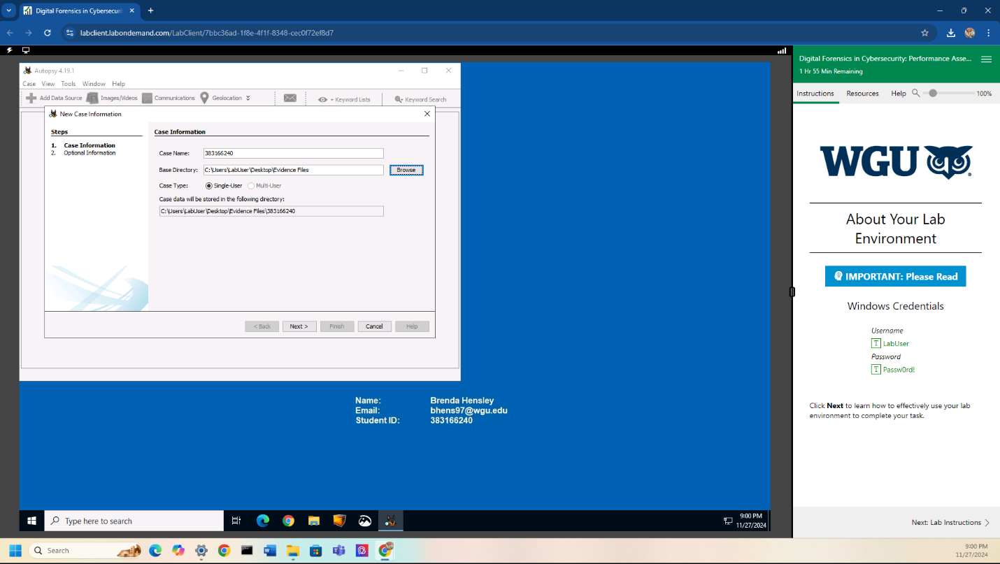 Digital Forensics in Cybersecuri
labclient.labondemand.com/LabClient/7bbc36ad-1f8e-4f1f-8348-cec0f72ef8d7
Autopsy 4.19.1
Case View Tools Window Help
Add Data Source Images/Videos Communications Geolocation Keyword Lists Keyword Search
New Case Information
Steps
1. Case Information
2. Optional Information
Case Information
Case Name: 383166240
Base Directory: C:\Users\LabUser\Desktop\Evidence Files Browse
Case Type: Single-User Multi-User
Case data will be stored in the following directory:
C:\Users\LabUser\Desktop\Evidence Files\383166240
< Back Next > Finish Cancel Help
Name: Brenda Hensley
Email: bhens97@wgu.edu
Student ID: 383166240
Type here to search
9:00 PM
11/27/2024
Digital Forensics in Cybersecurity: Performance Asse...
1 Hr 55 Min Remaining
Instructions Resources Help 100%
WGU
About Your Lab
Environment
IMPORTANT: Please Read
Windows Credentials
Username
T LabUser
Password
T Passw0rd!
Click Next to learn how to effectively use your lab
environment to complete your task.
Next: Lab Instructions
Search
9:00 PM
11/27/2024